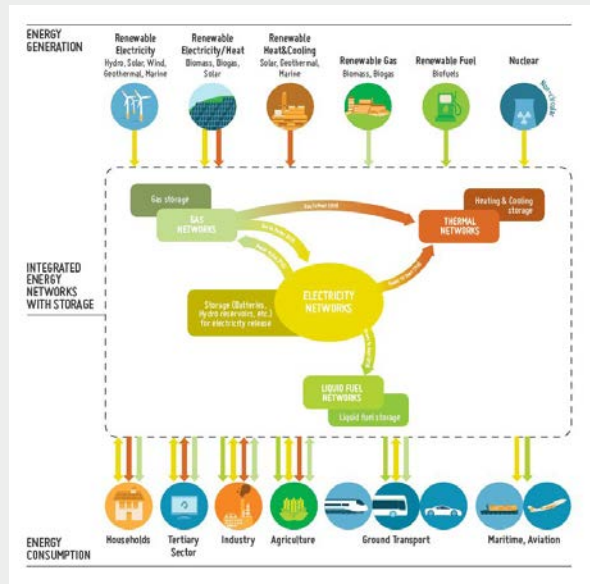 ENERGY
GENERATION
Renewable
Electricity
Hydro, Solar, Wind,
Geothermal, Marine
Renewable
Electricity/Heat
Biomass, Biogas,
Solar
Renewable
Heat&Cooling
Solar, Geothermal,
Marine
Renewable Gas
Biomass, Biogas
Renewable Fuel
Biofuels
Nuclear
INTEGRATED
ENERGY
NETWORKS
WITH STORAGE
Gas storage
GAS
NETWORKS
Heating & Cooling
storage
THERMAL
NETWORKS
ELECTRICITY
NETWORKS
Storage (Batteries,
Hydro reservoirs, etc.)
for electricity release
LIQUID FUEL
NETWORKS
Liquid fuel storage
ENERGY
CONSUMPTION
Households
Tertiary
Sector
Industry
Agriculture
Ground Transport
Maritime, Aviation